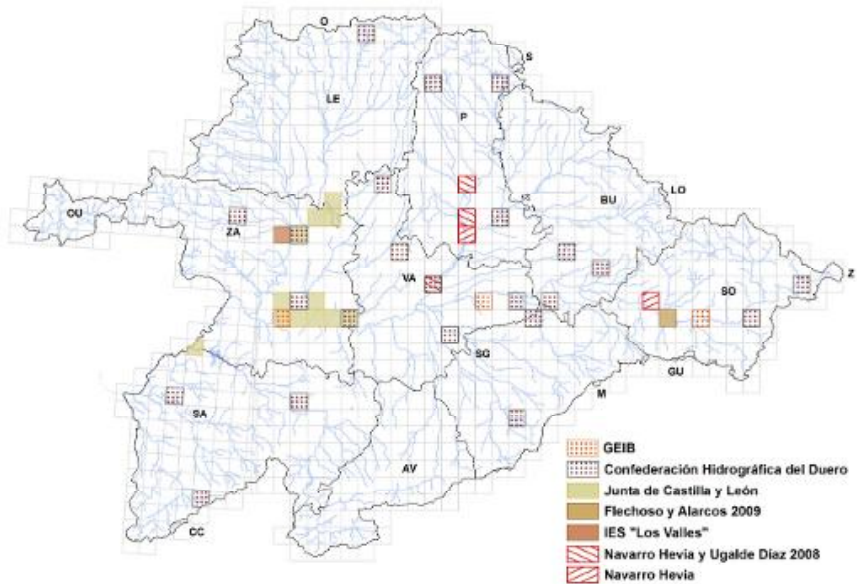 O
S
LE
P
LO
BU
OU
ZA
Z
VA
SO
SG
GU
M
SA
AV
CC
GEIB
Confederación Hidrográfica del Duero
Junta de Castilla y León
Flechoso y Alarcos 2009
IES "Los Valles"
Navarro Hevia y Ugalde Díaz 2008
Navarro Hevia